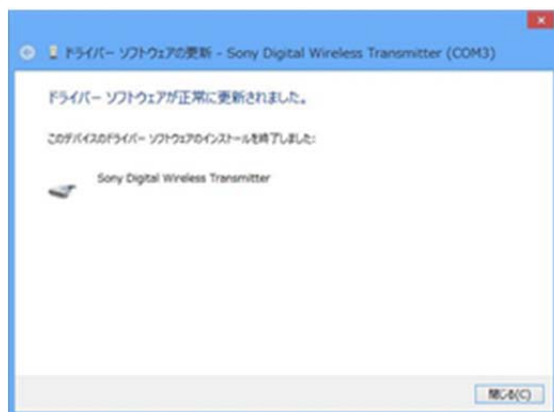 ドライバー ソフトウェアの更新 - Sony Digital Wireless Transmitter (COM3)
ドライバー ソフトウェアが正常に更新されました。
このデバイスのドライバー ソフトウェアのインストールを終了しました:
Sony Digital Wireless Transmitter
閉じる(C)